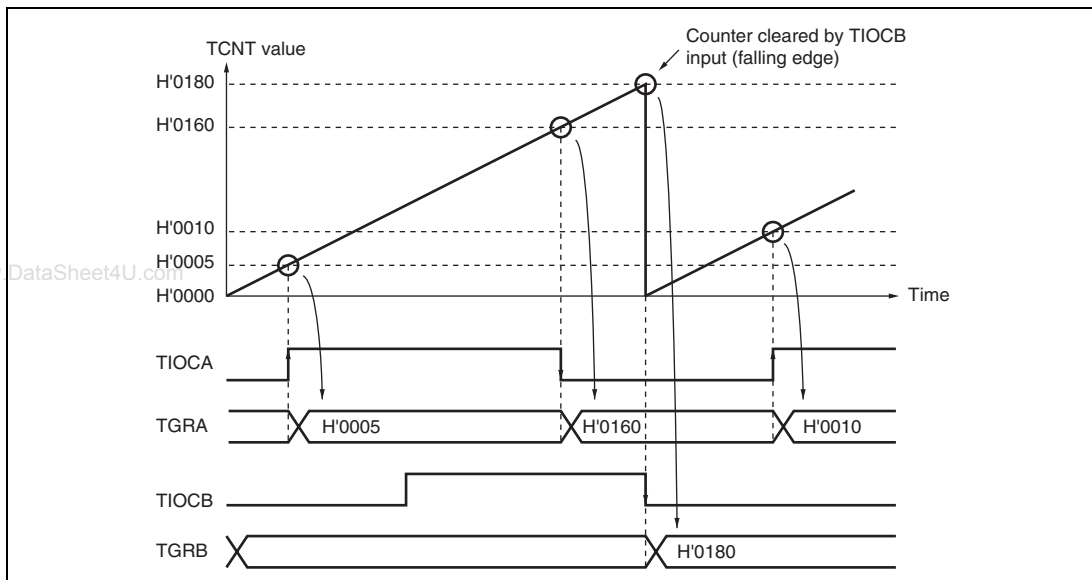 Counter cleared by TIOCB
input (falling edge)
TCNT value
H'0180
H'0160
H'0010
H'0005
H'0000
Time
.DataSheet4U.com
TIOCA
TGRA
H'0005
H'0160
H'0010
TIOCB
TGRB
H'0180